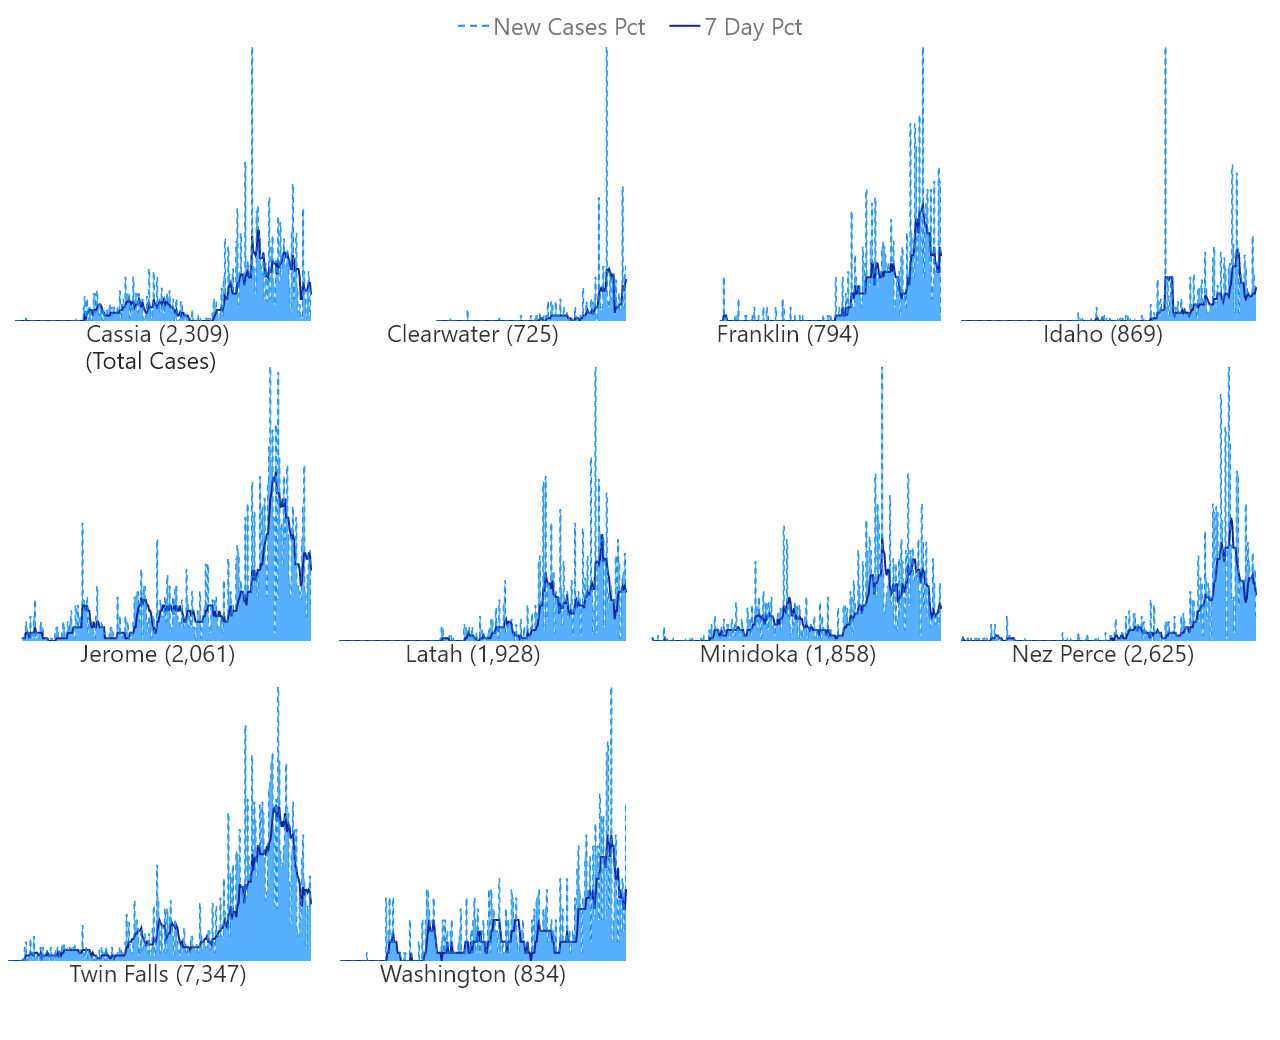 New Cases Pct 7 Day Pct
Cassia (2,309)
(Total Cases)
Clearwater (725)
Franklin (794)
Idaho (869)
Jerome (2,061)
Latah (1,928)
Minidoka (1,858)
Nez Perce (2,625)
Twin Falls (7,347)
Washington (834)